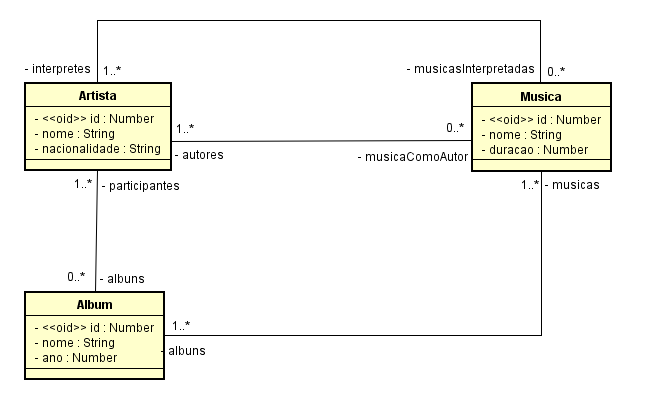 - interpretes
1..*
- musicasInterpretadas
0..*
Artista
- <<oid>> id : Number
- nome : String
- nacionalidade : String
Musica
- <<oid>> id : Number
- nome : String
- duracao : Number
1..*
- autores
0..*
- musicaComoAutor
1..*
- participantes
1..*
- musicas
0..*
- albuns
Album
- <<oid>> id : Number
- nome : String
- ano : Number
1..*
- albuns